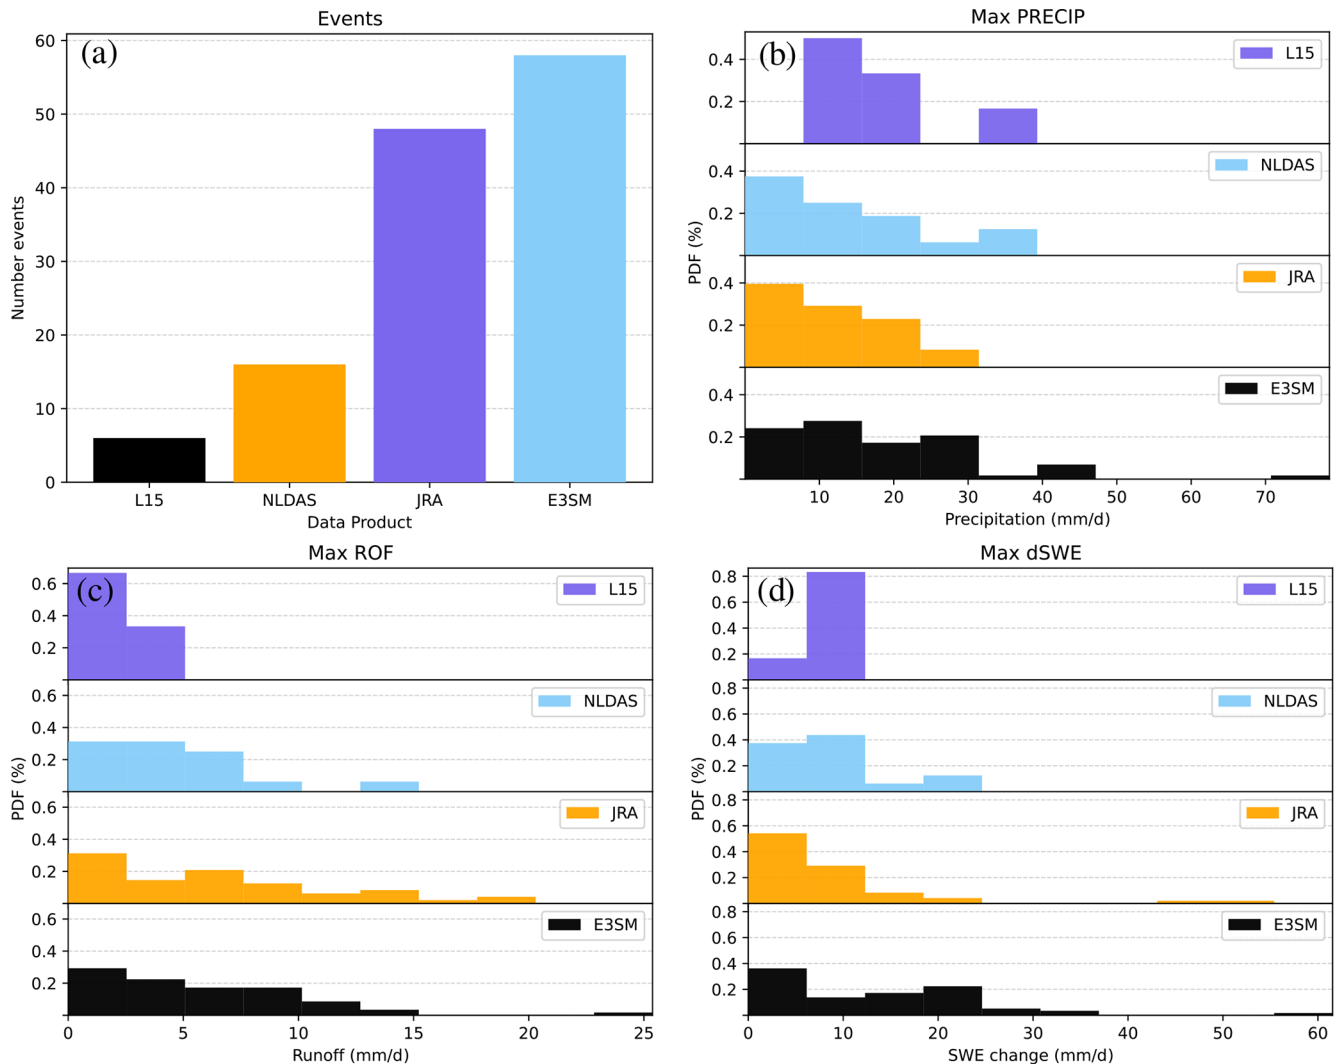 Events
(a)
60
50
40
30
20
10
0
Number events
L15 NLDAS JRA E3SM
Data Product
Max PRECIP
(b)
L15
0.4
0.2
NLDAS
0.4
0.2
JRA
0.4
0.2
E3SM
0.4
0.2
PDF (%)
10 20 30 40 50 60 70
Precipitation (mm/d)
Max ROF
(c)
L15
0.6
0.4
0.2
NLDAS
0.6
0.4
0.2
JRA
0.6
0.4
0.2
E3SM
0.6
0.4
0.2
PDF (%)
0 5 10 15 20 25
Runoff (mm/d)
Max dSWE
(d)
L15
0.8
0.6
0.4
0.2
NLDAS
0.8
0.6
0.4
0.2
JRA
0.8
0.6
0.4
0.2
E3SM
0.8
0.6
0.4
0.2
PDF (%)
0 10 20 30 40 50 60
SWE change (mm/d)